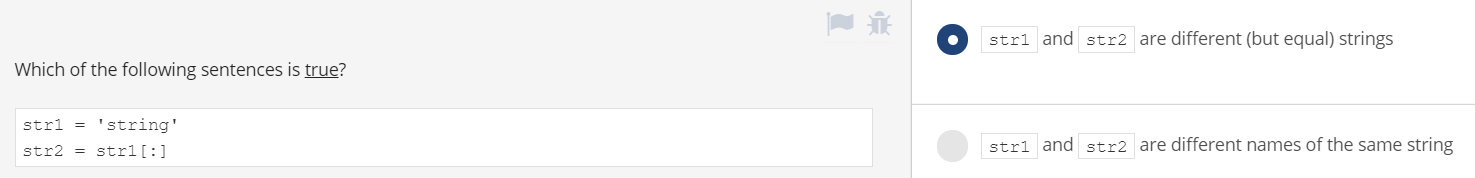 Which of the following sentences is true?
str1 = 'string'
str2 = str1[:]
str1 and str2 are different (but equal) strings
str1 and str2 are different names of the same string